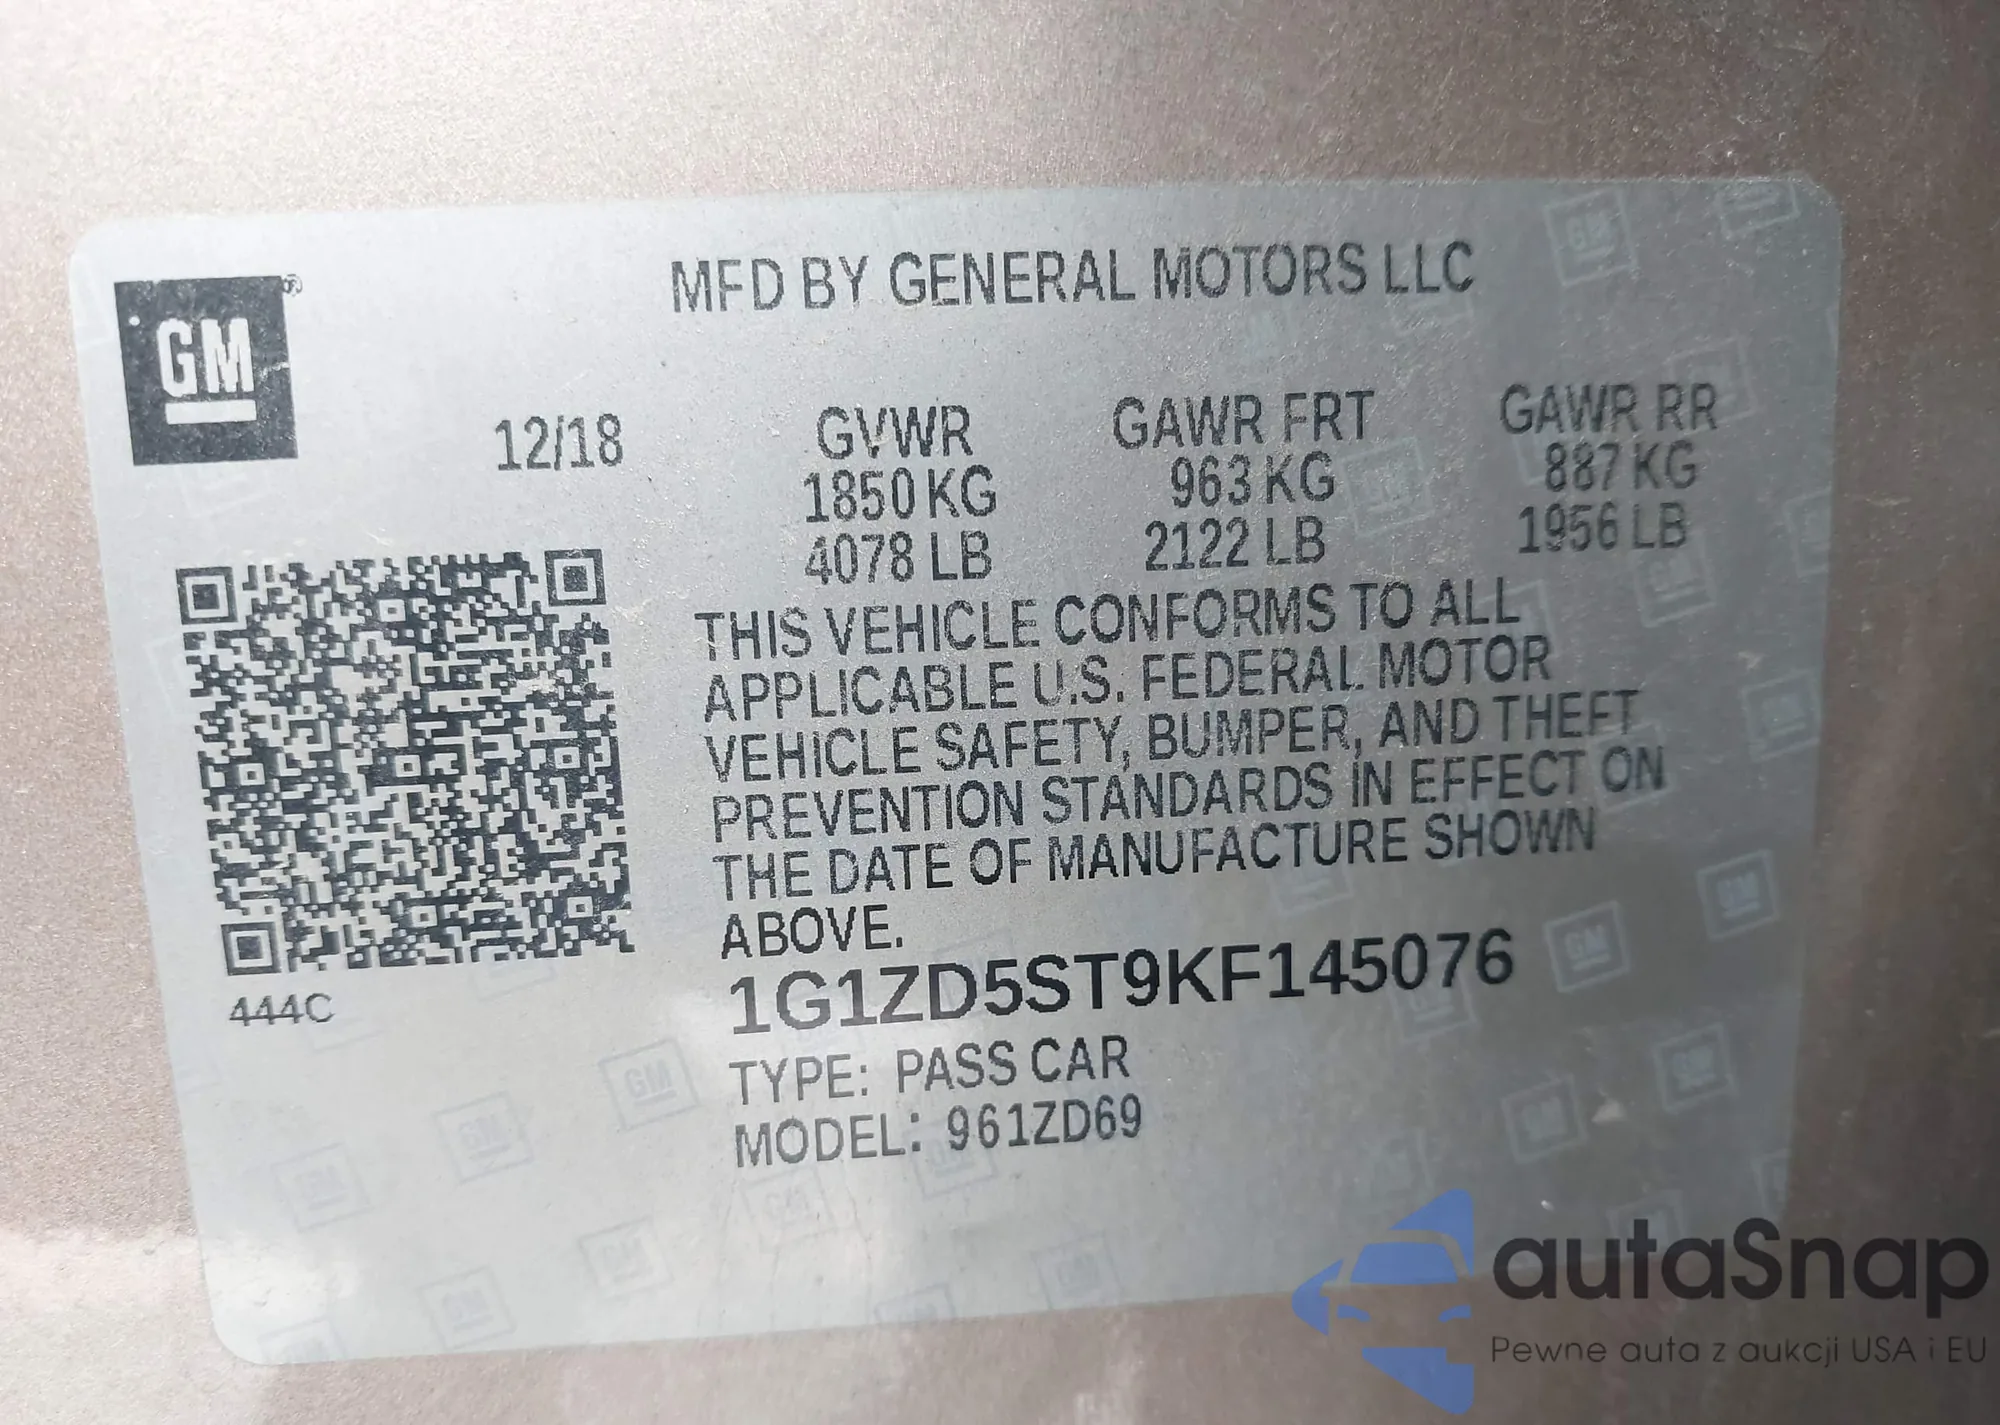 MFD BY GENERAL MOTORS LLC
GM
12/18
GVWR
1850 KG
4078 LB
GAWR FRT
963 KG
2122 LB
GAWR RR
887 KG
1956 LB
THIS VEHICLE CONFORMS TO ALL
APPLICABLE U.S. FEDERAL MOTOR
VEHICLE SAFETY, BUMPER, AND THEFT
PREVENTION STANDARDS IN EFFECT ON
THE DATE OF MANUFACTURE SHOWN
ABOVE.
1G1ZD5ST9KF145076
444C
TYPE: PASS CAR
MODEL: 961ZD69
autaSnap
Pewne auta z aukcji USA i EU